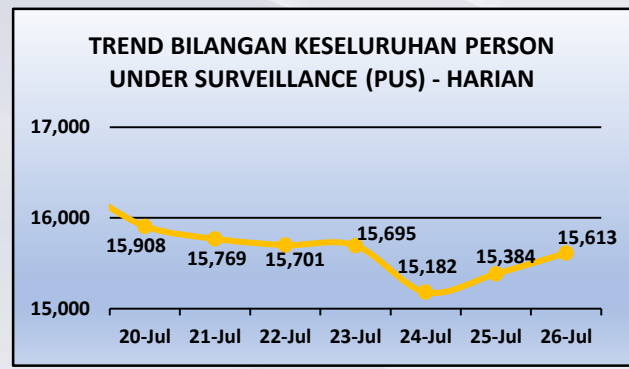 TREND BILANGAN KESELURUHAN PERSON
UNDER SURVEILLANCE (PUS) - HARIAN
17,000
16,000
15,000
15,908
15,769
15,701
15,695
15,182
15,384
15,613
20-Jul
21-Jul
22-Jul
23-Jul
24-Jul
25-Jul
26-Jul